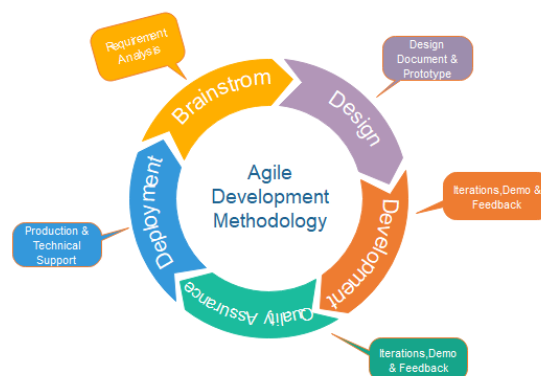 Requirement
Analysis
Brainstrom
Design
Design
Document &
Prototype
Agile
Development
Methodology
Development
Iterations,Demo &
Feedback
Quality Assurance
Iterations,Demo
& Feedback
Deployment
Production &
Technical
Support